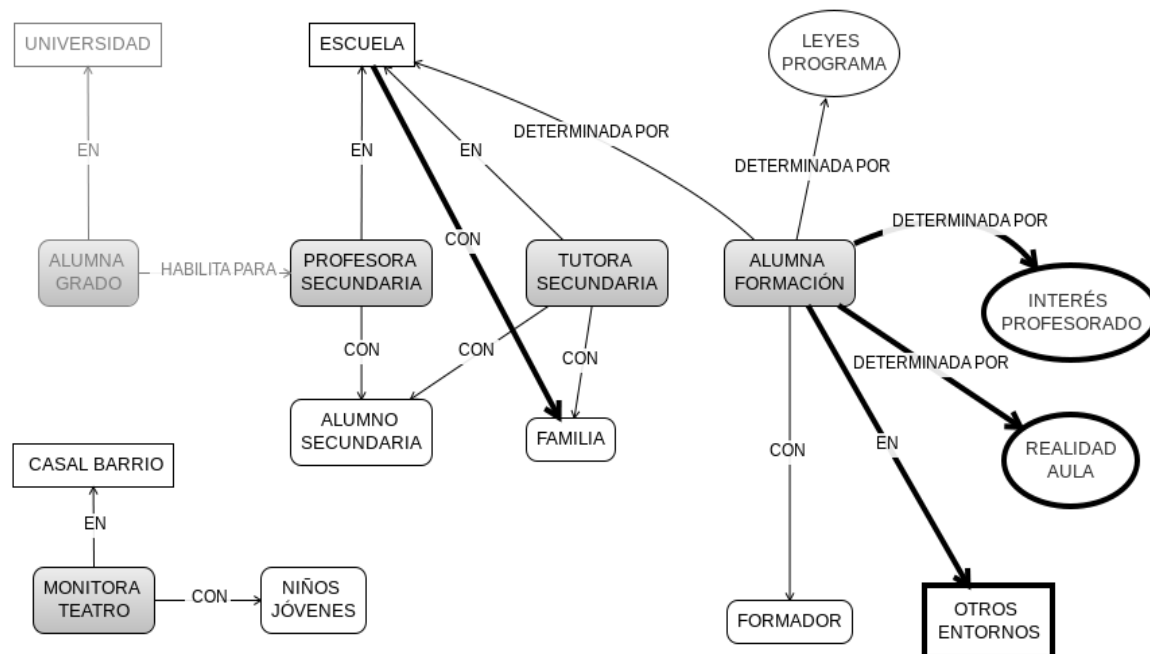 UNIVERSIDAD
ESCUELA
LEYES
PROGRAMA
DETERMINADA POR
EN
EN
EN
DETERMINADA POR
DETERMINADA POR
CON
ALUMNA
GRADO
HABILITA PARA
PROFESORA
SECUNDARIA
TUTORA
SECUNDARIA
ALUMNA
FORMACIÓN
INTERÉS
PROFESORADO
CON
CON
CON
DETERMINADA POR
ALUMNO
SECUNDARIA
FAMILIA
CON
EN
REALIDAD
AULA
CASAL BARRIO
EN
MONITORA
TEATRO
CON
NIÑOS
JÓVENES
FORMADOR
OTROS
ENTORNOS